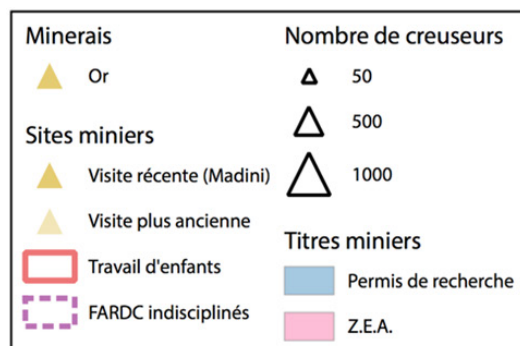 Minerais
Or
Sites miniers
Visite récente (Madini)
Visite plus ancienne
Travail d'enfants
FARDC indisciplinés
Nombre de creuseurs
50
500
1000
Titres miniers
Permis de recherche
Z.E.A.